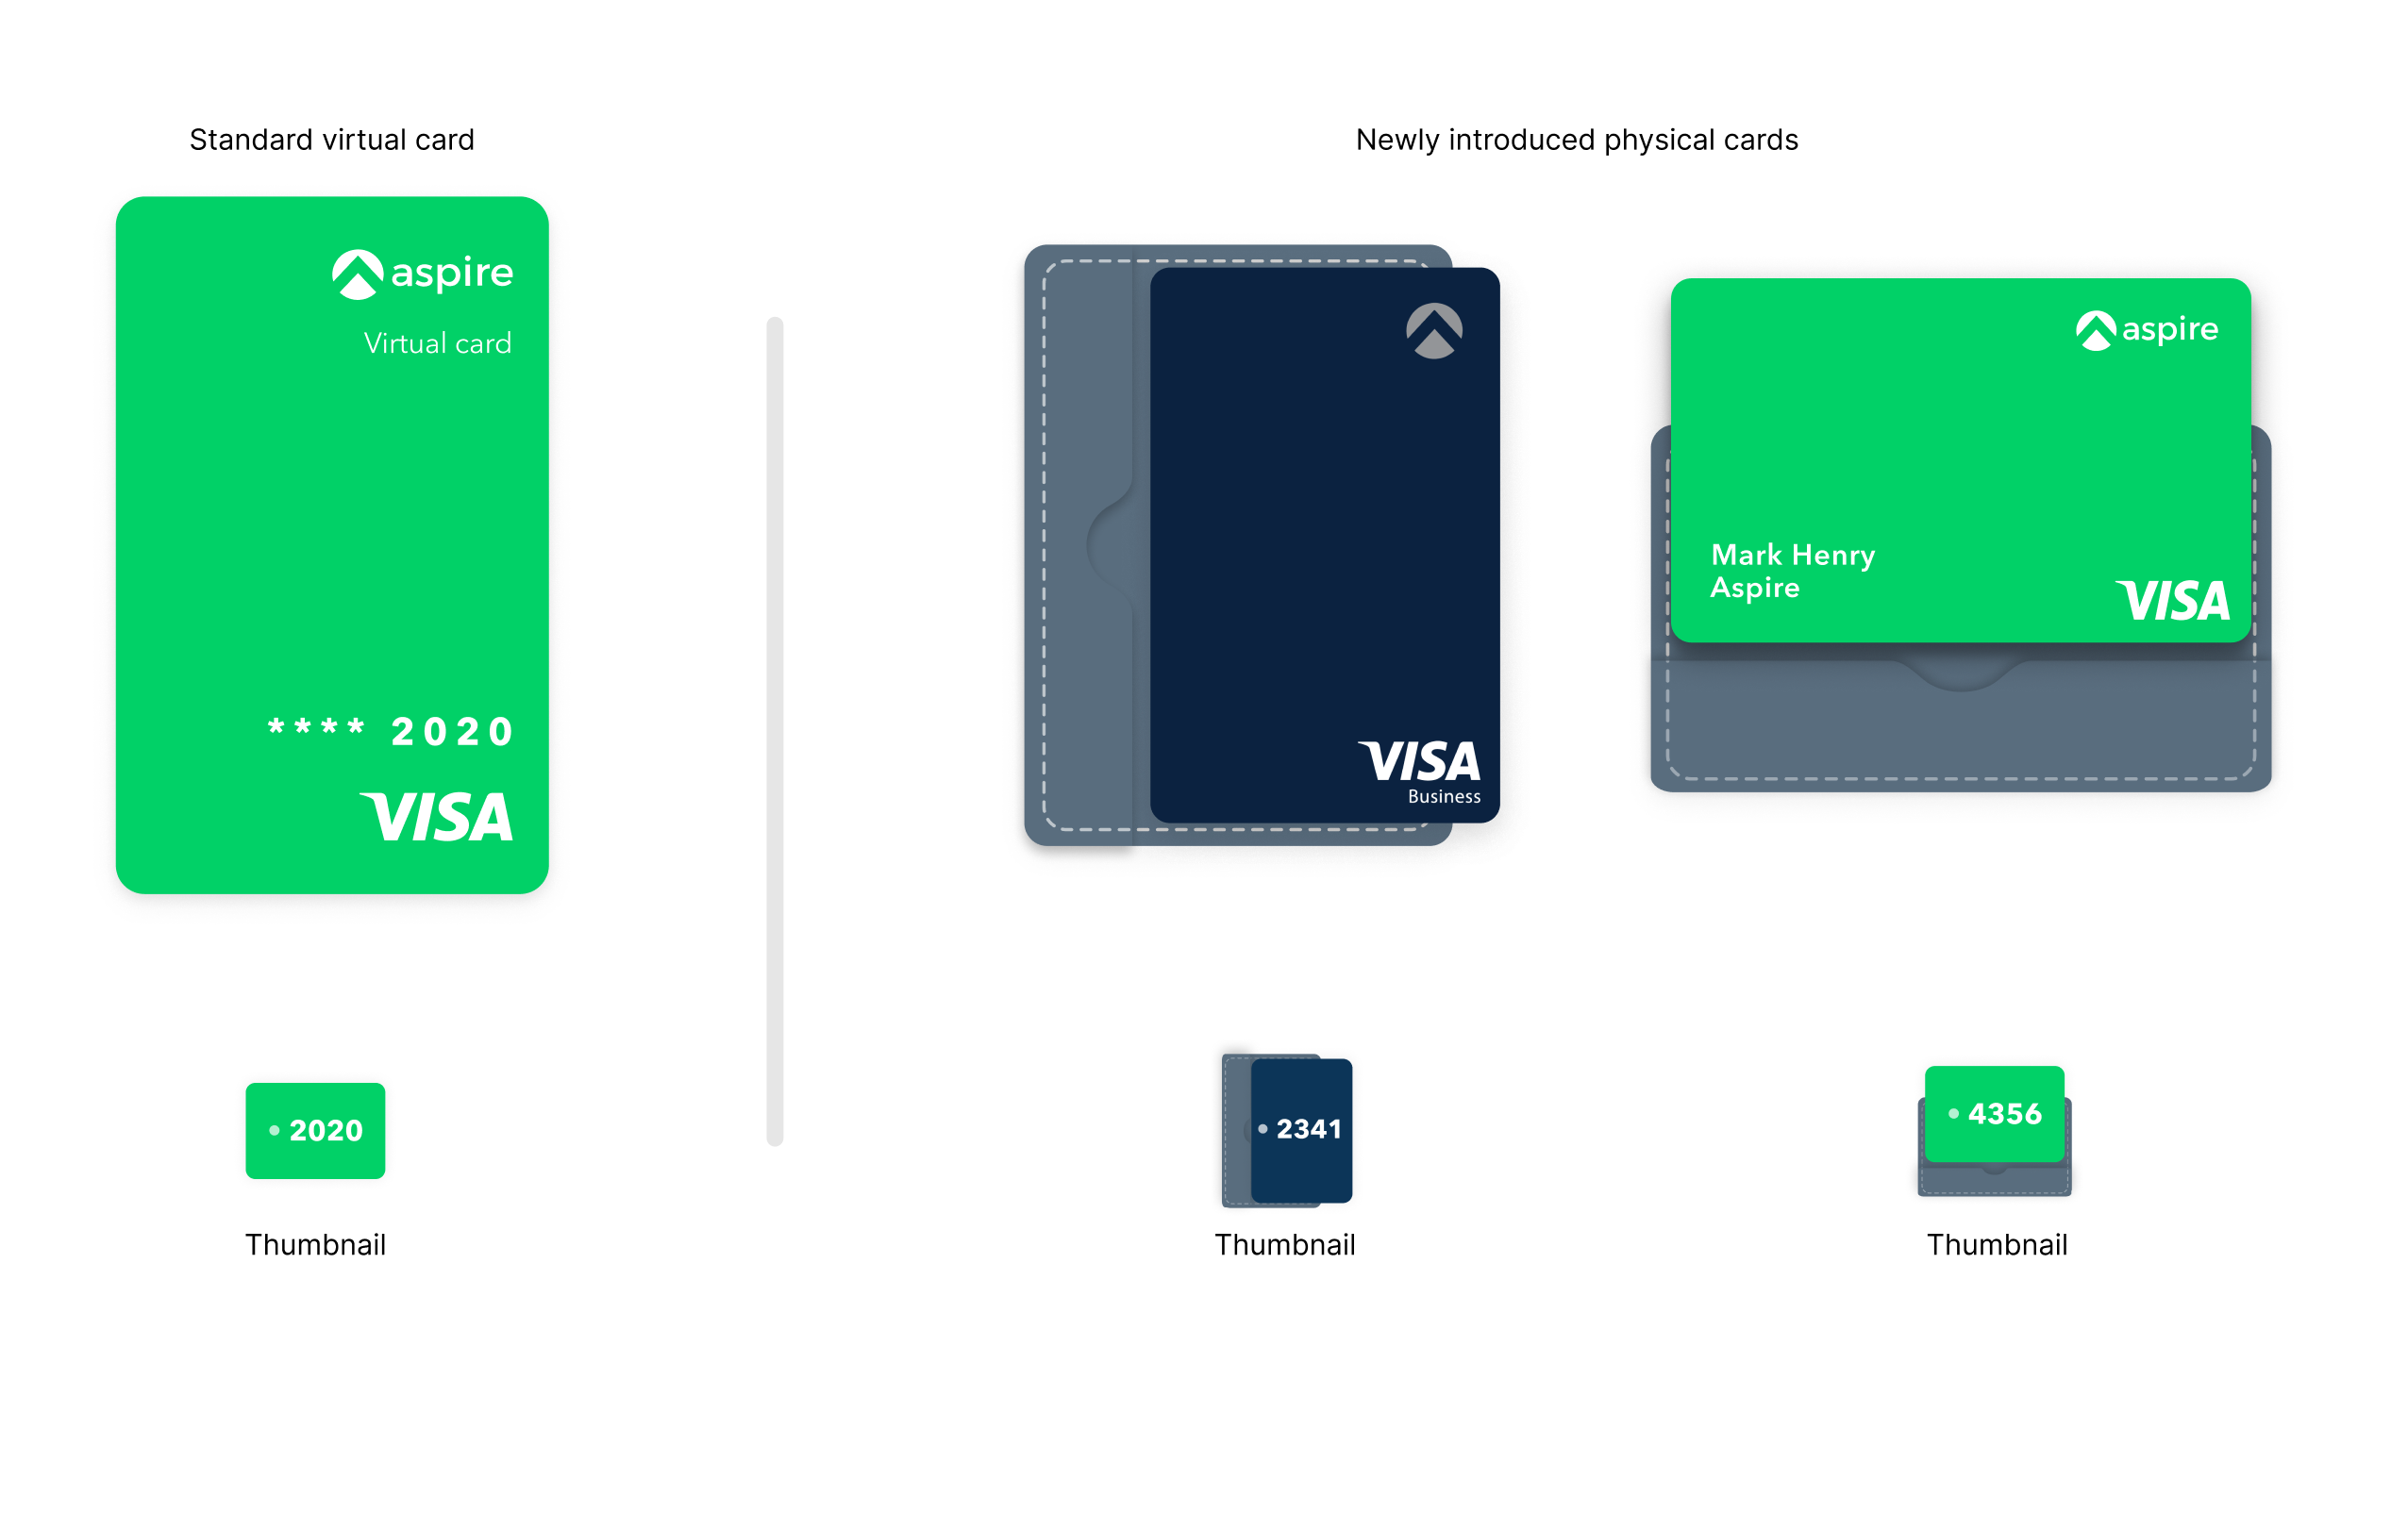 Standard virtual card
Newly introduced physical cards
aspire
Virtual card
**** 2020
VISA
VISA
Business
aspire
Mark Henry
Aspire
VISA
2020
Thumbnail
2341
Thumbnail
4356
Thumbnail